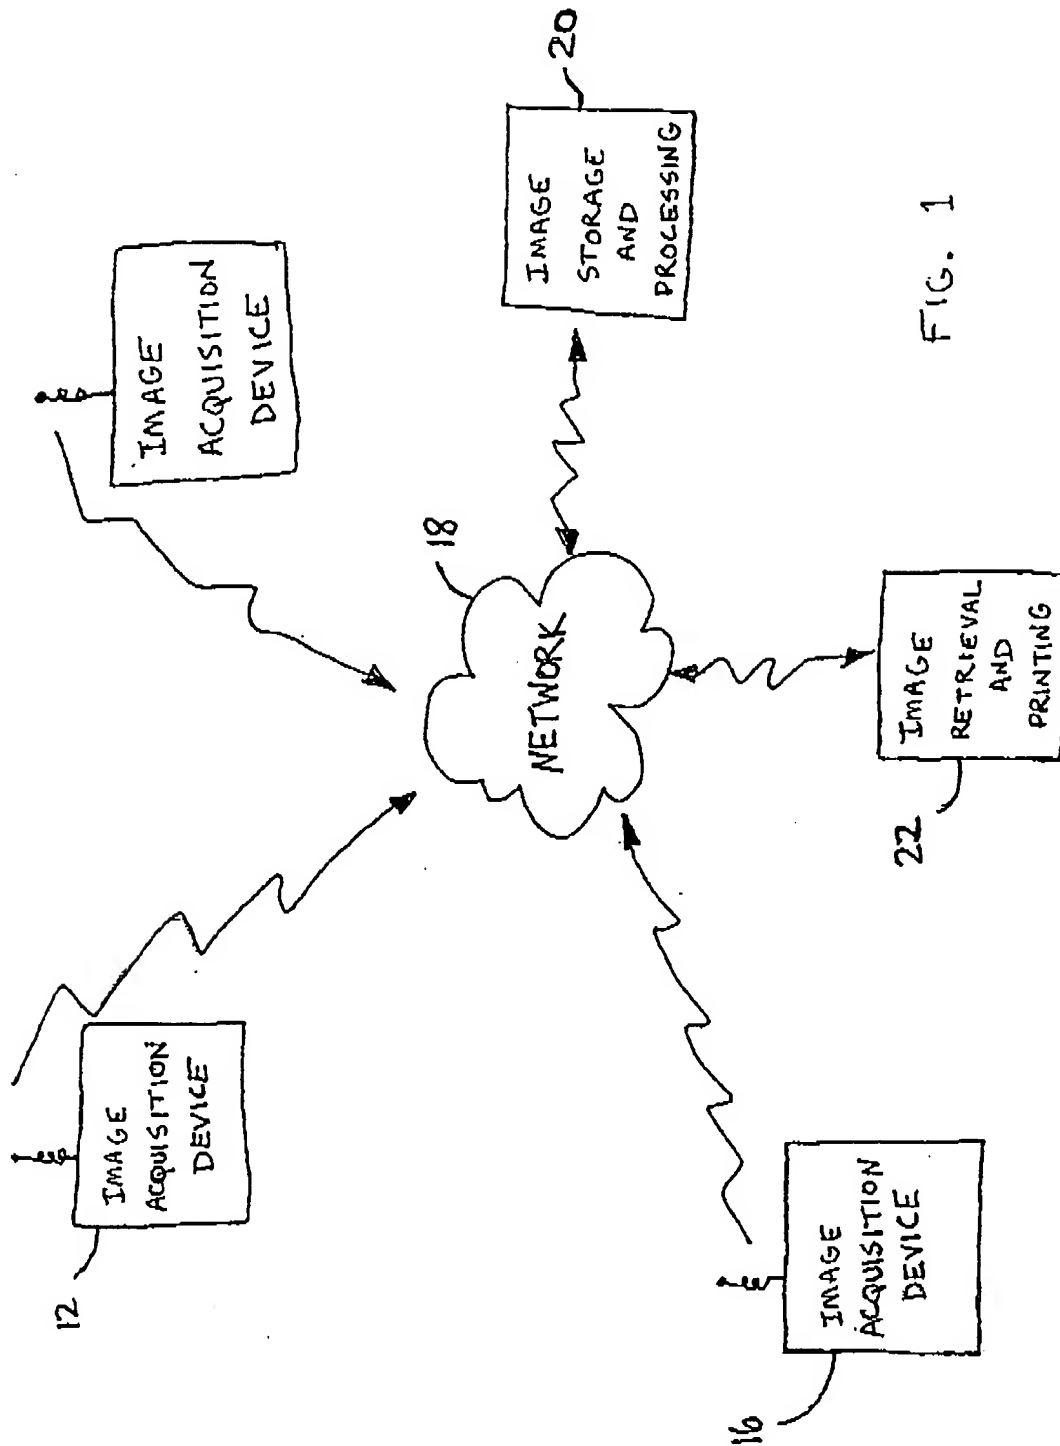 12
IMAGE
ACQUISITION
DEVICE
IMAGE
ACQUISITION
DEVICE
18
NETWORK
20
IMAGE
STORAGE
AND
PROCESSING
16
IMAGE
ACQUISITION
DEVICE
22
IMAGE
RETRIEVAL
AND
PRINTING
FIG. 1